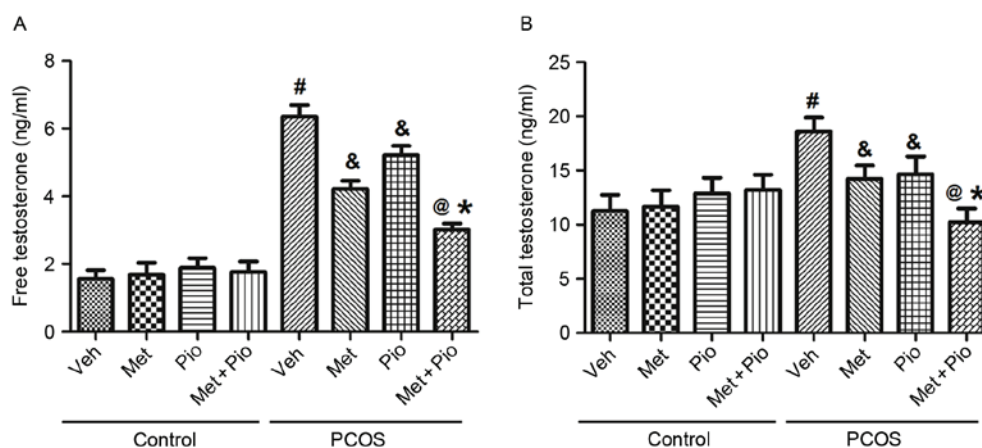 A
Free testosterone (ng/ml)
8
6
4
2
0
#
&
&
@ *
Veh
Met
Pio
Met + Pio
Veh
Met
Pio
Met + Pio
Control
PCOS
B
Total testosterone (ng/ml)
25
20
15
10
5
0
#
&
&
@ *
Veh
Met
Pio
Met + Pio
Veh
Met
Pio
Met + Pio
Control
PCOS